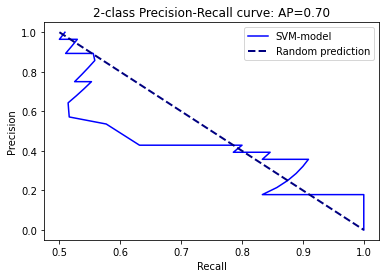 2-class Precision-Recall curve: AP=0.70
SVM-model
Random prediction
Precision
1.0
0.8
0.6
0.4
0.2
0.0
0.5 0.6 0.7 0.8 0.9 1.0
Recall